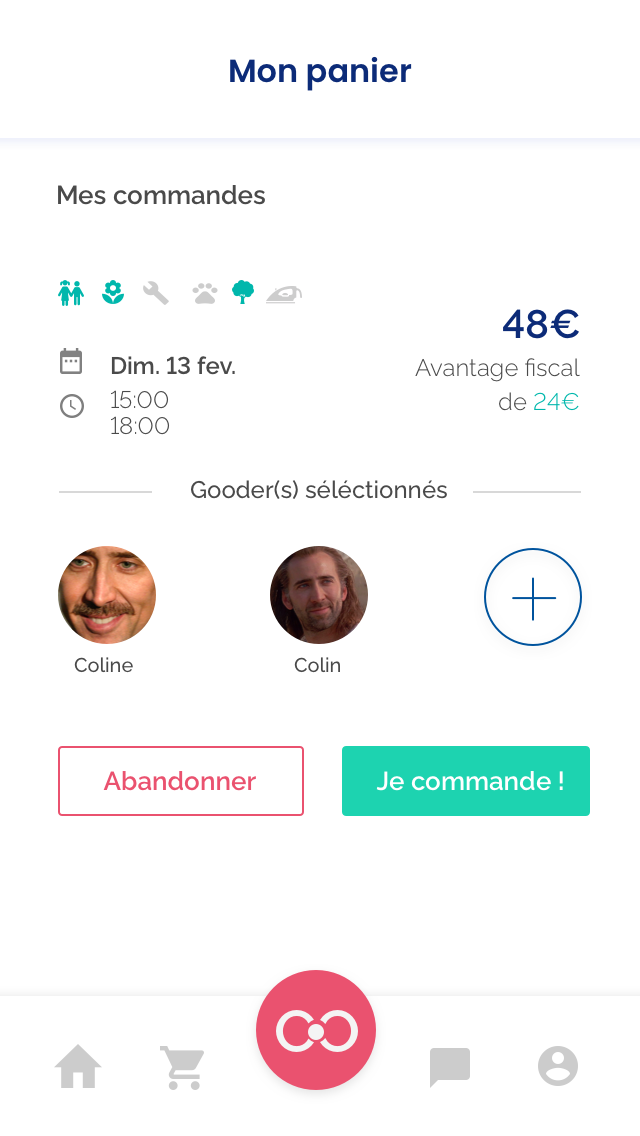 Mon panier
Mes commandes
48€
Dim. 13 fev.
Avantage fiscal
15:00
de 24€
18:00
Gooder(s) séléctionnés
Coline
Colin
Abandonner
Je commande !